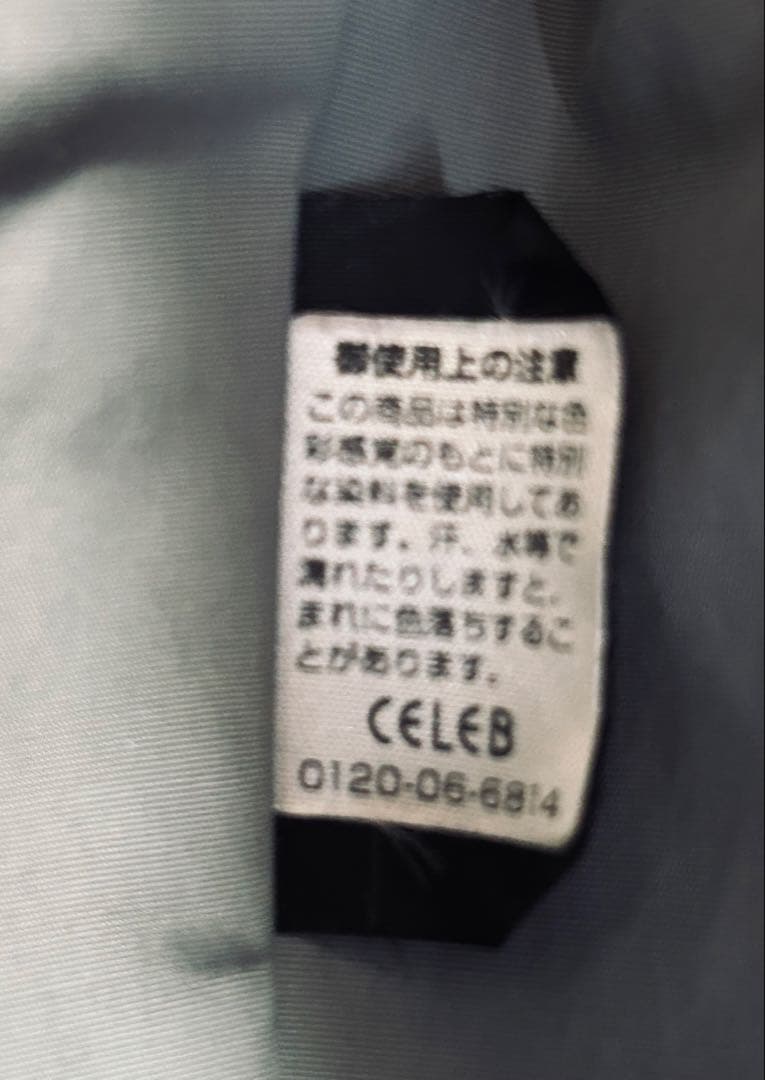 御使用上の注意
この商品は特別な色
彩感覚のもとに特別
な染料を使用してあ
ります。汗、水等で
濡れたりしますと、
まれに色落ちするこ
とがあります。
CELEB
0120-06-6814